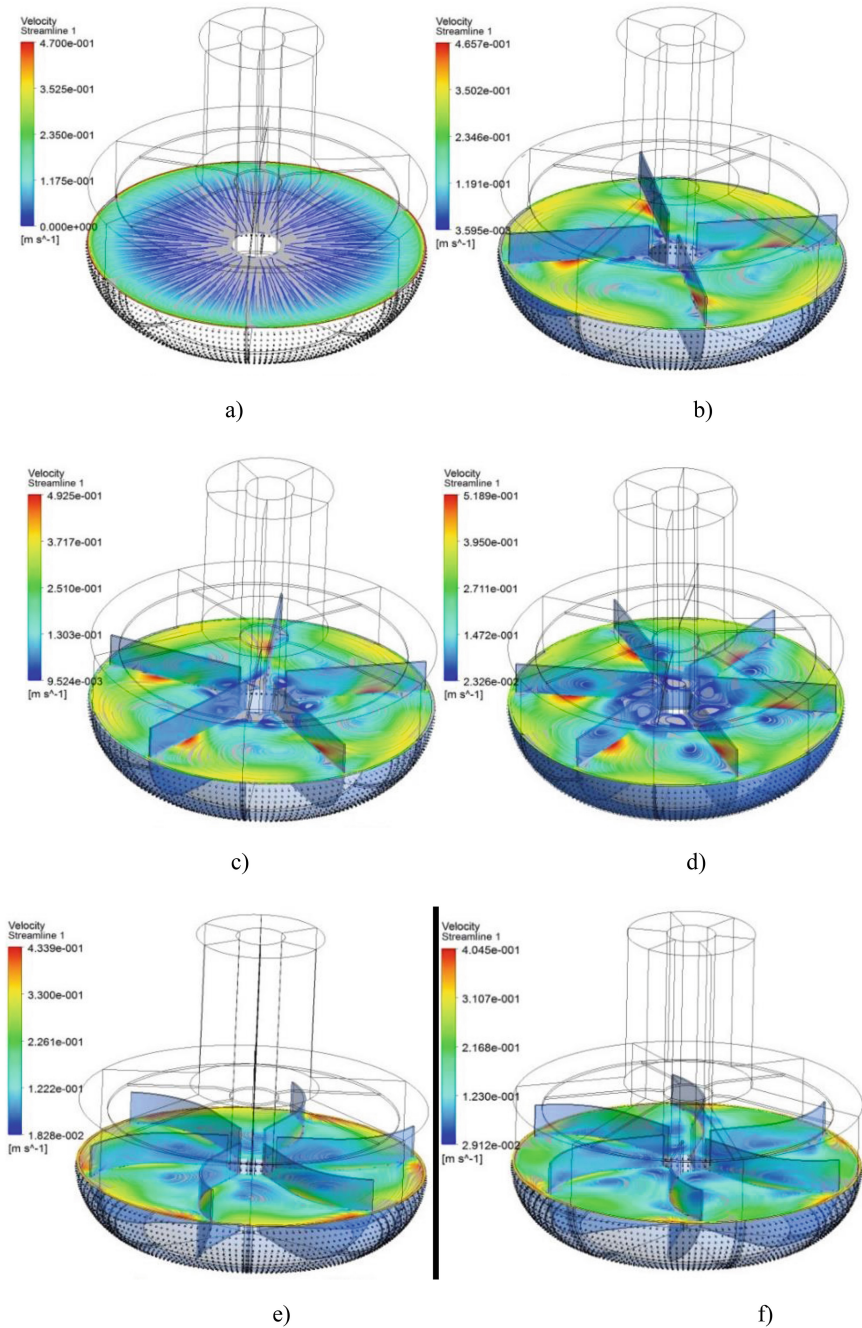 Velocity
Streamline 1
4.700e-001
3.525e-001
2.350e-001
1.175e-001
0.000e+000
[m s^-1]
a)
Velocity
Streamline 1
4.657e-001
3.502e-001
2.346e-001
1.191e-001
3.595e-003
[m s^-1]
b)
Velocity
Streamline 1
4.925e-001
3.717e-001
2.510e-001
1.303e-001
9.524e-003
[m s^-1]
c)
Velocity
Streamline 1
5.189e-001
3.950e-001
2.711e-001
1.472e-001
2.326e-002
[m s^-1]
d)
Velocity
Streamline 1
4.339e-001
3.300e-001
2.261e-001
1.222e-001
1.828e-002
[m s^-1]
e)
Velocity
Streamline 1
4.045e-001
3.107e-001
2.168e-001
1.230e-001
2.912e-002
[m s^-1]
f)